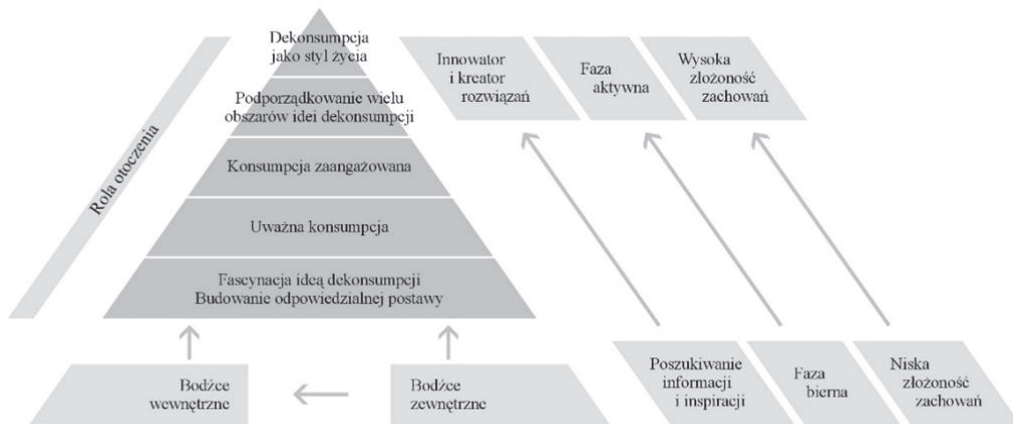 Dekonsumpcja
jako styl życia
Podporządkowanie wielu
obszarów idei dekonsumpcji
Konsumpcja zaangażowana
Uważna konsumpcja
Fascynacja ideą dekonsumpcji
Budowanie odpowiedzialnej postawy
Rola otoczenia
Innowator
i kreator
rozwiązań
Faza
aktywna
Wysoka
złożoność
zachowań
Bodźce
wewnętrzne
Bodźce
zewnętrzne
Poszukiwanie
informacji
i inspiracji
Faza
bierna
Niska
złożoność
zachowań